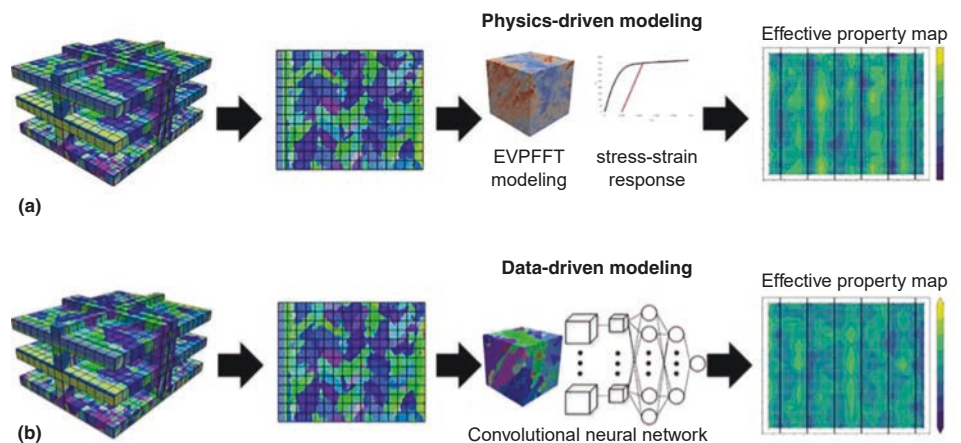 Physics-driven modeling
Effective property map
EVPFFT
modeling
stress-strain
response
(a)
Data-driven modeling
Effective property map
(b)
Convolutional neural network